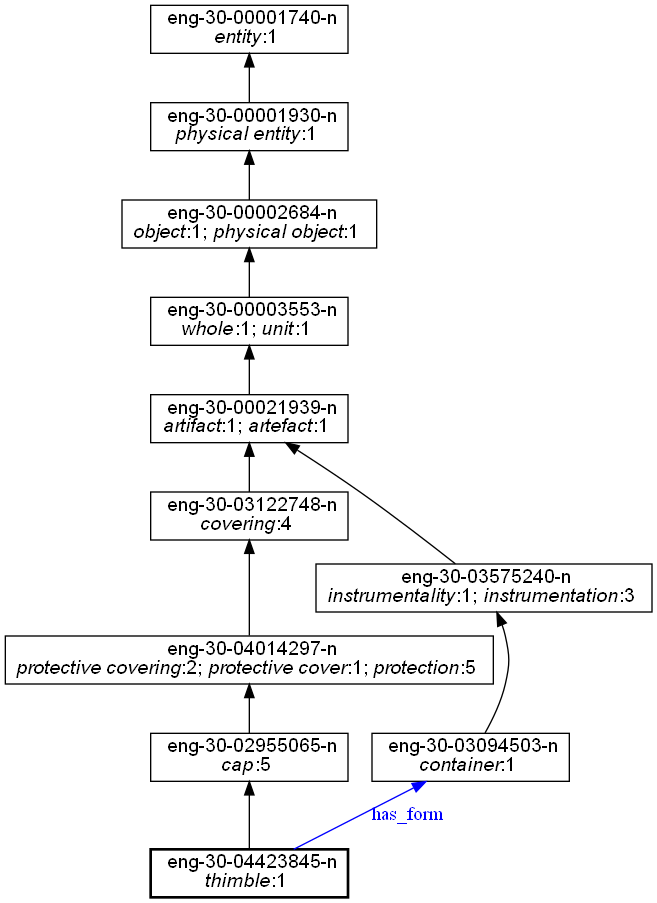 eng-30-00001740-n
entity:1
eng-30-00001930-n
physical entity:1
eng-30-00002684-n
object:1; physical object:1
eng-30-00003553-n
whole:1; unit:1
eng-30-00021939-n
artifact:1; artefact:1
eng-30-03122748-n
covering:4
eng-30-03575240-n
instrumentality:1; instrumentation:3
eng-30-04014297-n
protective covering:2; protective cover:1; protection:5
eng-30-02955065-n
cap:5
eng-30-03094503-n
container:1
has_form
eng-30-04423845-n
thimble:1